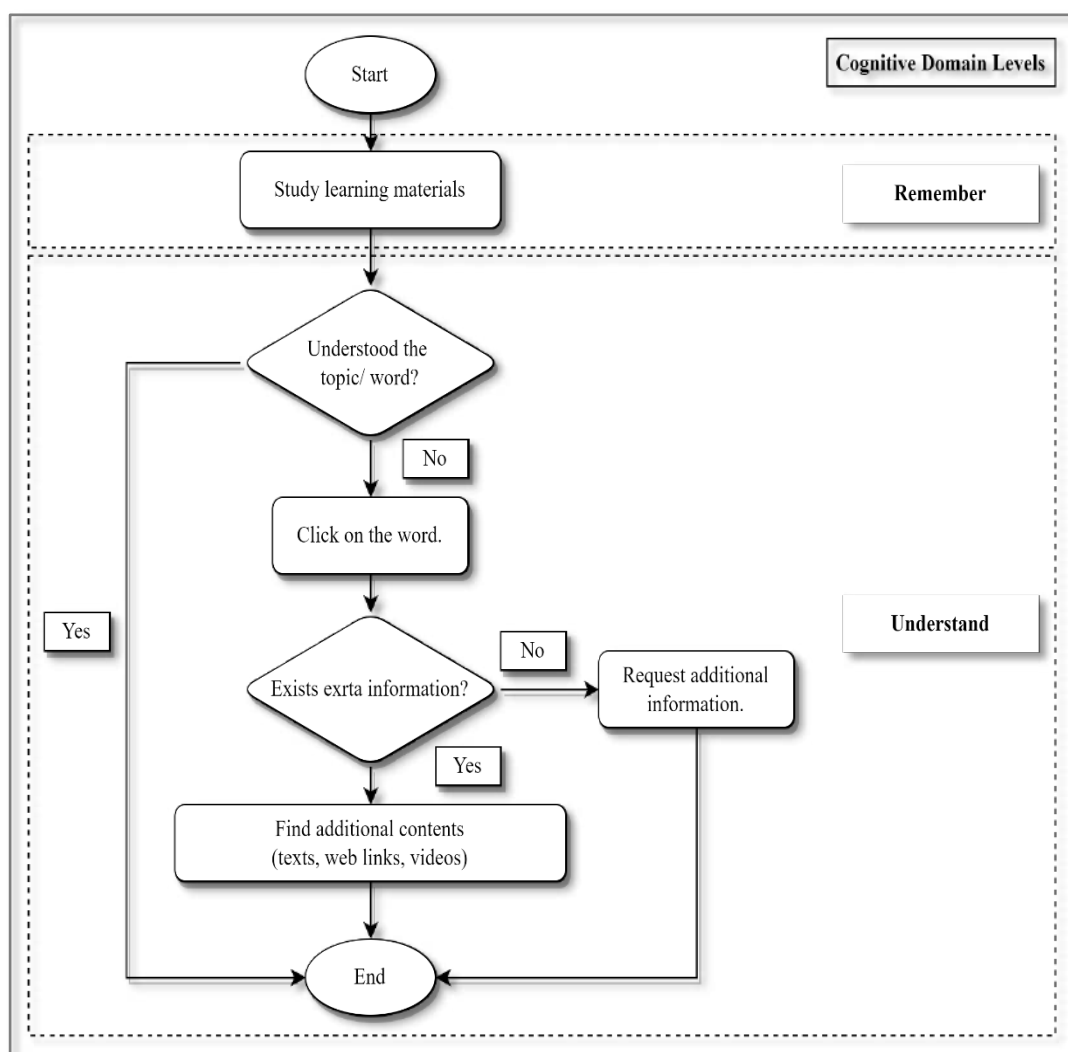 Start
Cognitive Domain Levels
Study learning materials
Remember
Understood the
topic/ word?
No
Click on the word.
Yes
Understand
No
Exists exrta information?
Request additional
information.
Yes
Find additional contents
(texts, web links, videos)
End